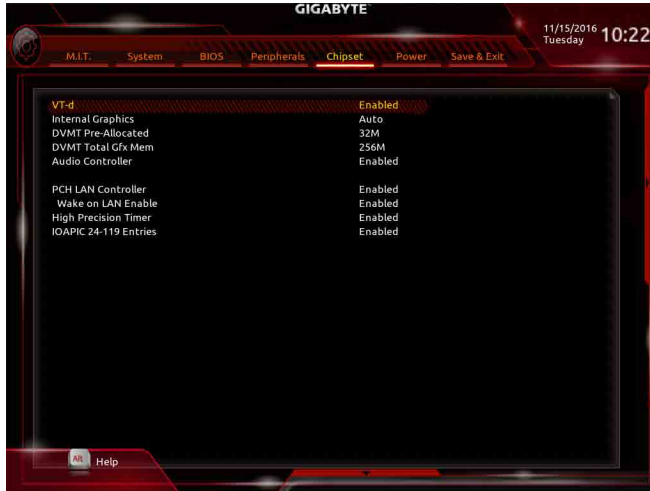 GIGABYTE
11/15/2016 Tuesday 10:22
M.I.T. System BIOS Peripherals Chipset Power Save & Exit
VT-d Enabled
Internal Graphics Auto
DVMT Pre-Allocated 32M
DVMT Total Gfx Mem 256M
Audio Controller Enabled
PCH LAN Controller Enabled
Wake on LAN Enable Enabled
High Precision Timer Enabled
IOAPIC 24-119 Entries Enabled
Alt Help